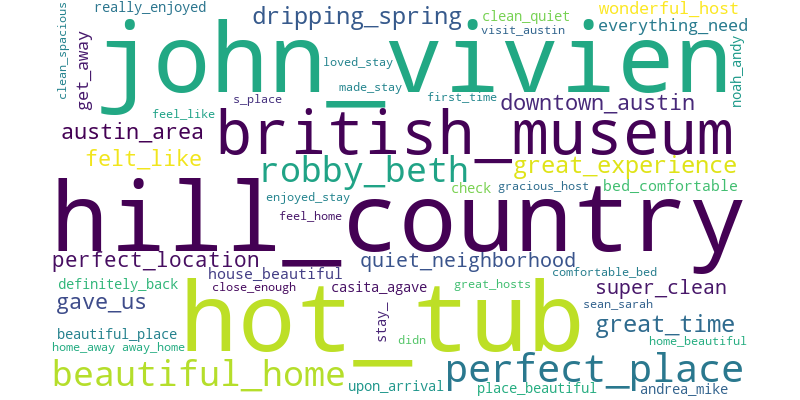 clean_spacious
really_enjoyed
dripping_spring
clean_quiet
wonderful_host
get_away
john_vivien
visit_austin
everything_need
noah_andy
loved_stay
made_stay
s_place
first_time
downtown_austin
feel_like
austin_area
british_museum
felt_like
robby_beth
great_experience
enjoyed_stay
check
gracious_host
bed_comfortable
feel_home
hill_country
perfect_location
quiet_neighborhood
house_beautiful
comfortable_bed
definitely_back
close_enough
casita_agave
great_hosts
super_clean
gave_us
hot_tub
stay_
sean_sarah
great_time
beautiful_place
didn
home_beautiful
home_away
away_home
beautiful_home
upon_arrival
perfect_place
place_beautiful
andrea_mike